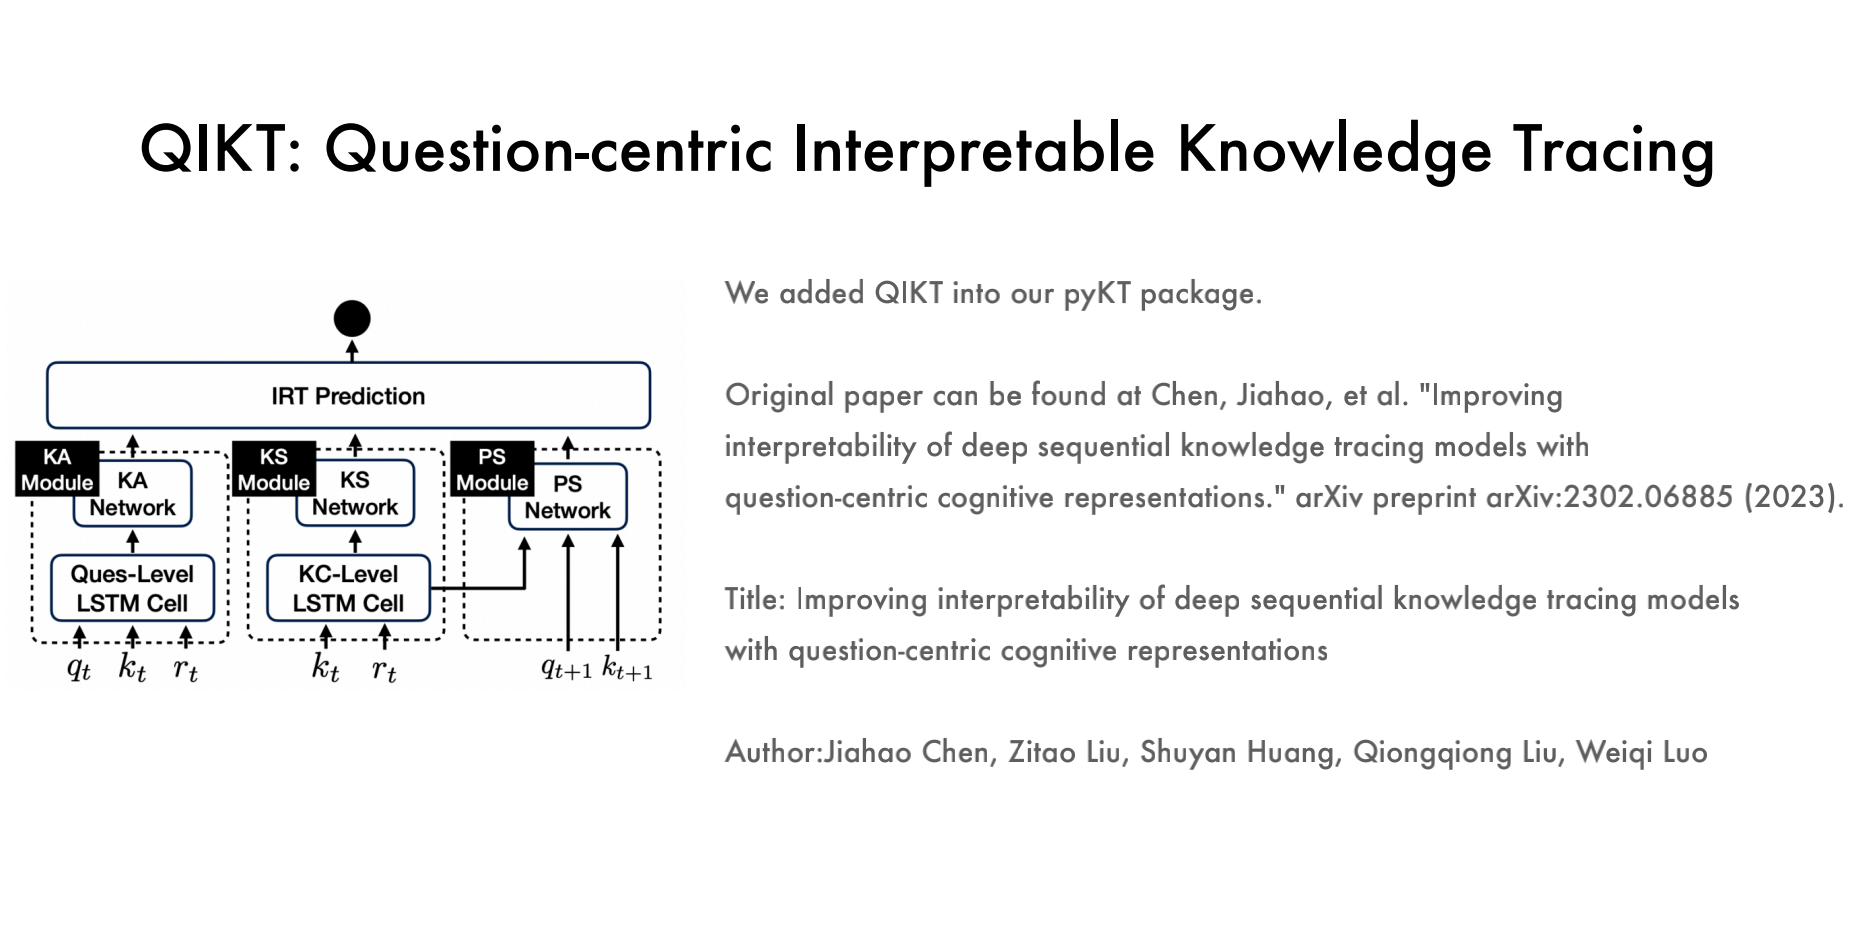 QIKT: Question-centric Interpretable Knowledge Tracing
IRT Prediction
KA
Module
KA
Network
Ques-Level
LSTM Cell
q_t k_t r_t
KS
Module
KS
Network
KC-Level
LSTM Cell
k_t r_t
PS
Module
PS
Network
q_{t+1} k_{t+1}
We added QIKT into our pyKT package.
Original paper can be found at Chen, Jiahao, et al. "Improving
interpretability of deep sequential knowledge tracing models with
question-centric cognitive representations." arXiv preprint arXiv:2302.06885 (2023).
Title: Improving interpretability of deep sequential knowledge tracing models
with question-centric cognitive representations
Author:Jiahao Chen, Zitao Liu, Shuyan Huang, Qiongqiong Liu, Weiqi Luo